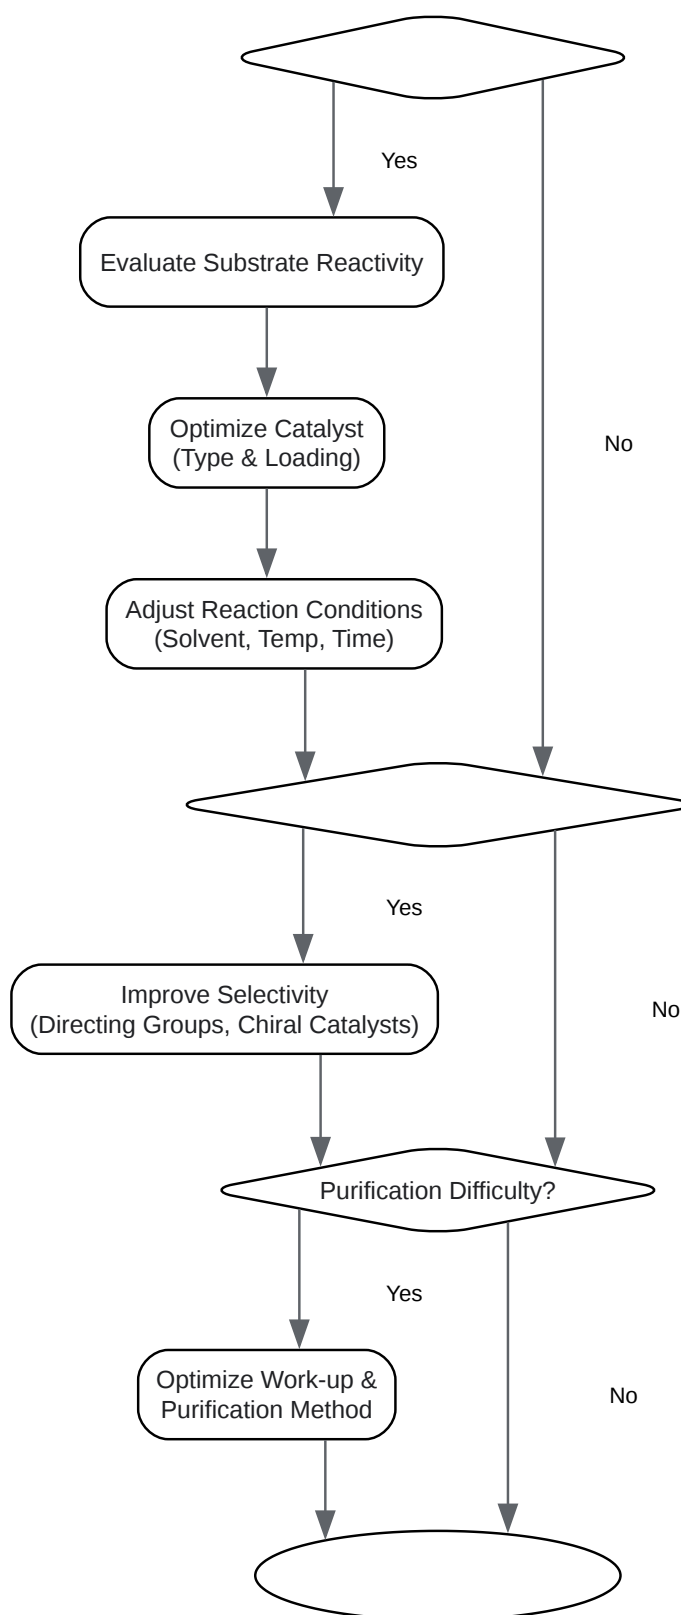 Yes
Evaluate Substrate Reactivity
Optimize Catalyst
(Type & Loading)
No
Adjust Reaction Conditions
(Solvent, Temp, Time)
Yes
Improve Selectivity
(Directing Groups, Chiral Catalysts)
No
Purification Difficulty?
Yes
Optimize Work-up &
Purification Method
No